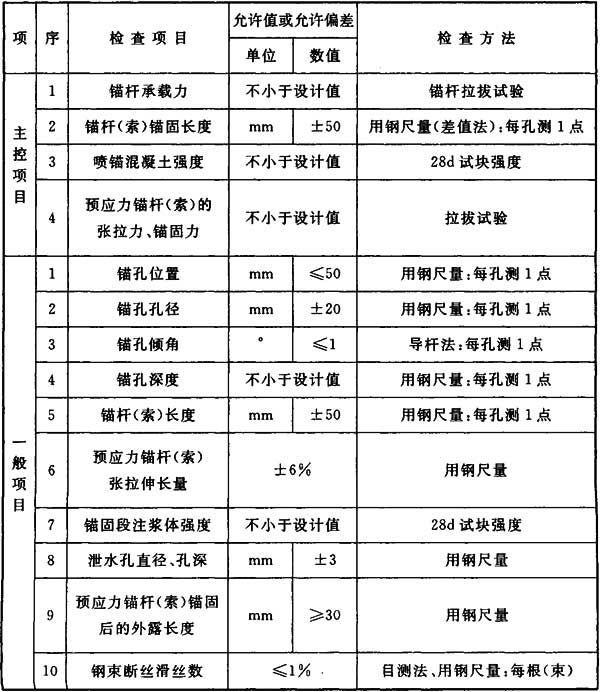 项 序 检查项目 允许值或允许偏差 检查方法
单位 数值
主控项目
1 锚杆承载力 不小于设计值 锚杆拉拔试验
2 锚杆(索)锚固长度 mm ±50 用钢尺量(差值法):每孔测1点
3 喷锚混凝土强度 不小于设计值 28d试块强度
4 预应力锚杆(索)的
张拉力、锚固力 不小于设计值 拉拔试验
一般项目
1 锚孔位置 mm ≤50 用钢尺量:每孔测1点
2 锚孔孔径 mm ±20 用钢尺量:每孔测1点
3 锚孔倾角 ° ≤1 导杆法:每孔测1点
4 锚孔深度 不小于设计值 用钢尺量:每孔测1点
5 锚杆(索)长度 mm ±50 用钢尺量:每孔测1点
6 预应力锚杆(索)
张拉伸长量 ±6% 用钢尺量
7 锚固段注浆体强度 不小于设计值 28d试块强度
8 泄水孔直径、孔深 mm ±3 用钢尺量
9 预应力锚杆(索)锚固
后的外露长度 mm ≥30 用钢尺量
10 钢束断丝滑丝数 ≤1% 目测法、用钢尺量:每根(束)